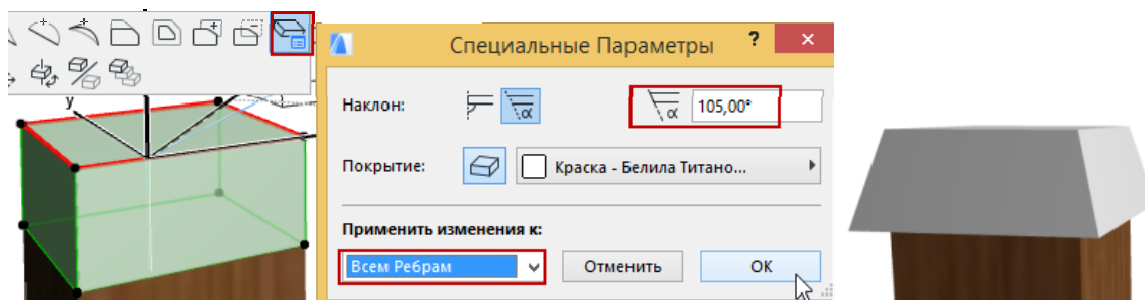 Специальные Параметры
?
×
y
Наклон:
α
α
105,00°
Покрытие:
Краска - Белила Титано...
Применить изменения к:
Всем Ребрам
Отменить
OK